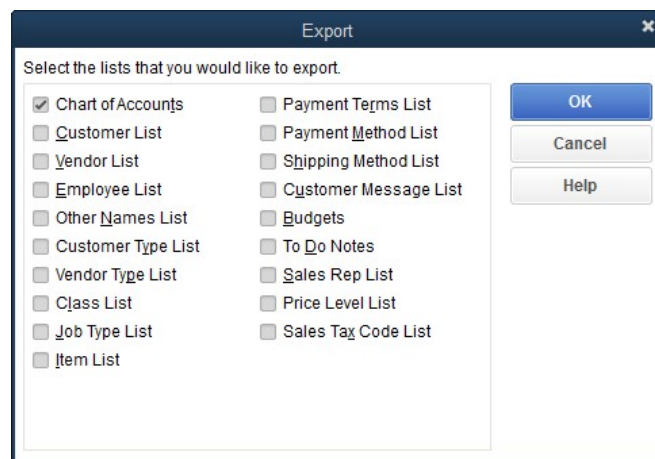 Export
Select the lists that you would like to export.
Chart of Accounts
Customer List
Vendor List
Employee List
Other Names List
Customer Type List
Vendor Type List
Class List
Job Type List
Item List
Payment Terms List
Payment Method List
Shipping Method List
Customer Message List
Budgets
To Do Notes
Sales Rep List
Price Level List
Sales Tax Code List
OK
Cancel
Help